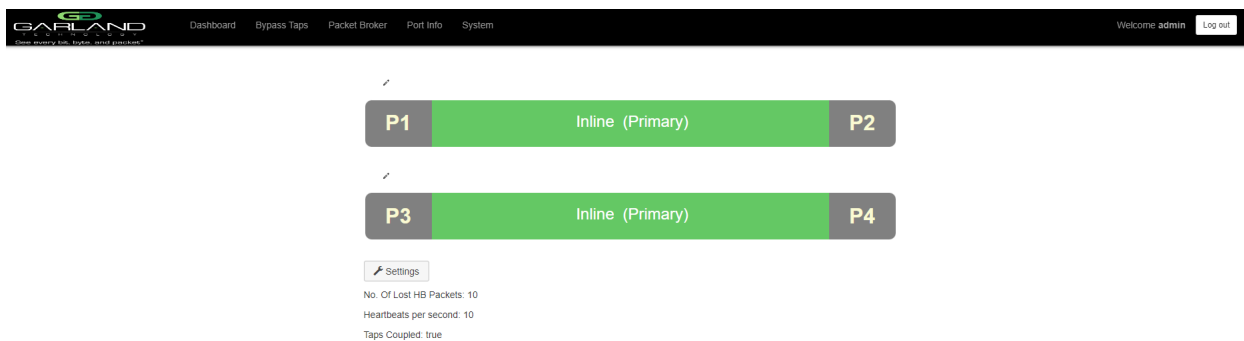 GARLAND
TECHNOLOGY
See every bit, byte, and packet®
Dashboard Bypass Taps Packet Broker Port Info System Welcome admin Log out
P1 Inline (Primary) P2
P3 Inline (Primary) P4
Settings
No. Of Lost HB Packets: 10
Heartbeats per second: 10
Taps Coupled: true